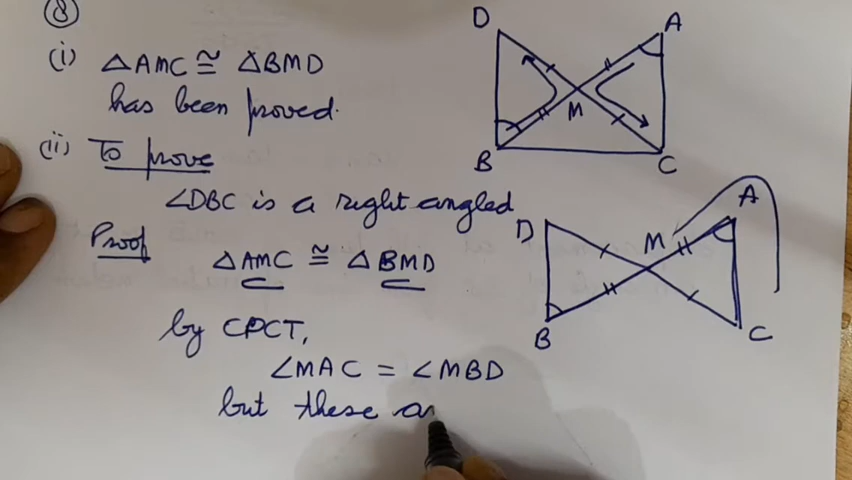 8
(i) △AMC ≅ △BMD
has been proved.
(ii) To prove
∠DBC is a right angled
Proof
△AMC ≅ △BMD
by CPCT,
∠MAC = ∠MBD
but these a
D
A
M
B
C
D
A
M
B
C